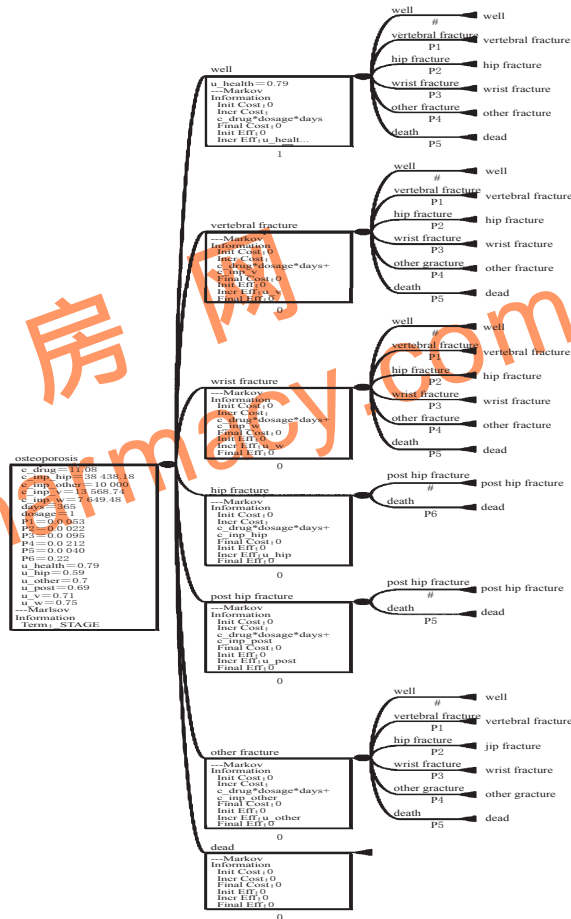 osteoporosis
c_drug=11.08
c_inp_hip=38 438.18
c_inp_other=10 000
c_inp_v=13 568.74
c_inp_w=7 649.48
days=365
dosage=1
P1=0.0 053
P2=0.0 022
P3=0.0 095
P4=0.0 212
P5=0.0 040
P6=0.22
u_health=0.79
u_hip=0.59
u_other=0.7
u_post=0.69
u_v=0.71
u_w=0.75
---Marlsov
Information
Term: STAGE
well
u_health=0.79
---Markov
Information
Init Cost:0
Incr Cost:
c_drug*dosage*days
Final Cost:0
Init Eff:0
Incr Eff:u_healt...
1
well
#
well
vertebral fracture
P1
vertebral fracture
hip fracture
P2
hip fracture
wrist fracture
P3
wrist fracture
other fracture
P4
other fracture
death
P5
dead
vertebral fracture
---Markov
Information
Init Cost:0
Incr Cost:
c_drug*dosage*days+
c_inp_v
Final Cost:0
Init Eff:0
Incr Eff:u_v
Final Eff:0
0
well
#
well
vertebral fracture
P1
vertebral fracture
hip fracture
P2
hip fracture
wrist fracture
P3
wrist fracture
other gracture
P4
other fracture
death
P5
dead
wrist fracture
---Markov
Information
Init Cost:0
Incr Cost:
c_drug*dosage*days+
c_inp_w
Final Cost:0
Init Eff:0
Incr Eff:u_w
Final Eff:0
0
well
#
well
vertebral fracture
P1
vertebral fracture
hip fracture
P2
hip fracture
wrist fracture
P3
wrist fracture
other fracture
P4
other fracture
death
P5
dead
hip fracture
---Markov
Information
Init Cost:0
Incr Cost:
c_drug*dosage*days+
c_inp_hip
Final Cost:0
Init Eff:0
Incr Eff:u_hip
Final Eff:0
0
post hip fracture
#
post hip fracture
death
P6
dead
post hip fracture
---Markov
Information
Init Cost:0
Incr Cost:
c_drug*dosage*days+
c_inp_post
Final Cost:0
Init Eff:0
Incr Eff:u_post
Final Eff:0
0
post hip fracture
#
post hip fracture
death
P5
dead
other fracture
---Markov
Information
Init Cost:0
Incr Cost:
c_drug*dosage*days+
c_inp_other
Final Cost:0
Init Eff:0
Incr Eff:u_other
Final Eff:0
0
well
#
well
vertebral fracture
P1
vertebral fracture
hip fracture
P2
jip fracture
wrist fracture
P3
wrist fracture
other gracture
P4
other gracture
death
P5
dead
dead
---Markov
Information
Init Cost:0
Incr Cost:0
Final Cost:0
Init Eff:0
Incr Eff:0
Final Eff:0
0
房 网
harmacy.com